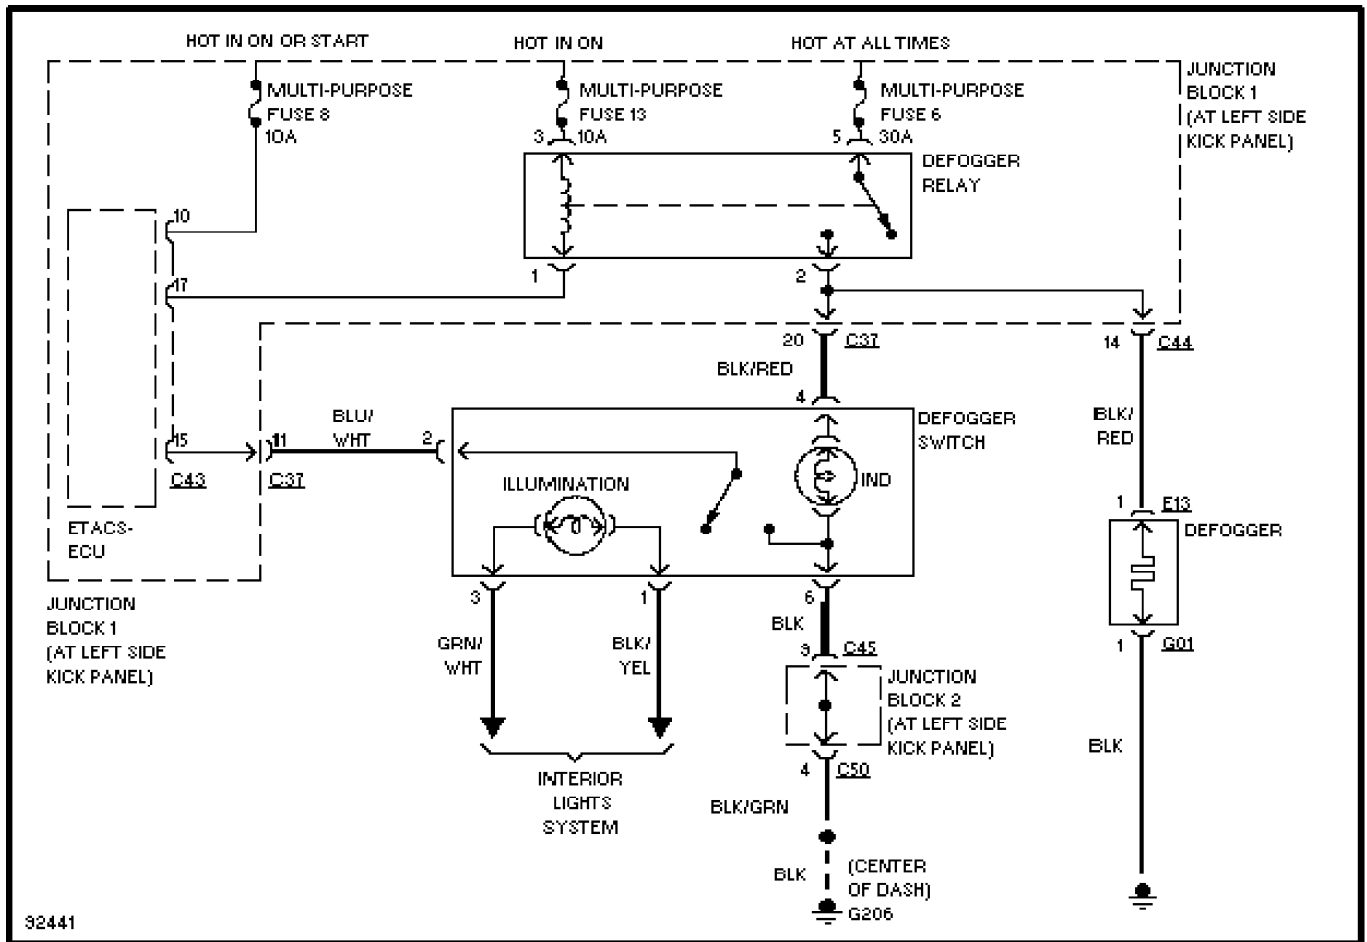 HOT IN ON OR START
HOT IN ON
HOT AT ALL TIMES
MULTI-PURPOSE
FUSE 8
10A
MULTI-PURPOSE
FUSE 13
10A
MULTI-PURPOSE
FUSE 6
30A
JUNCTION
BLOCK 1
(AT LEFT SIDE
KICK PANEL)
3
5
DEFOGGER
RELAY
10
17
1
2
20
C37
14
C44
BLK/RED
4
BLU/
WHT
2
DEFOGGER
SWITCH
BLK/
RED
15
11
C43
C37
ILLUMINATION
IND
1
E13
DEFOGGER
ETACS-
ECU
JUNCTION
BLOCK 1
(AT LEFT SIDE
KICK PANEL)
3
1
6
GRN/
WHT
BLK/
YEL
BLK
9
C45
1
G01
JUNCTION
BLOCK 2
(AT LEFT SIDE
KICK PANEL)
4
C50
BLK
INTERIOR
LIGHTS
SYSTEM
BLK/GRN
BLK
(CENTER
OF DASH)
G206
92441